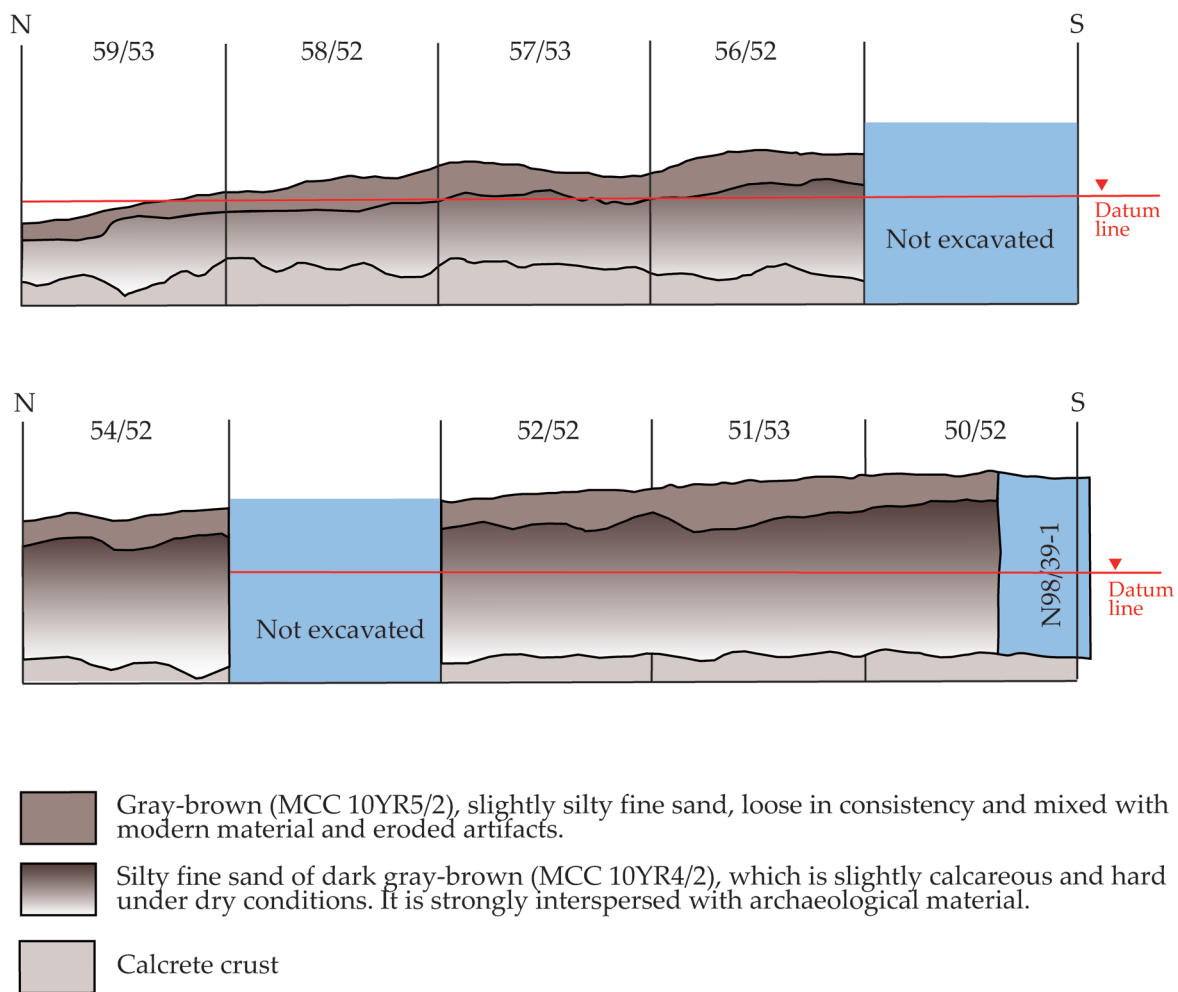 N
S
59/53
58/52
57/53
56/52
Datum
line
Not excavated
N
S
54/52
52/52
51/53
50/52
N98/39-1
Datum
line
Not excavated
Gray-brown (MCC 10YR5/2), slightly silty fine sand, loose in consistency and mixed with
modern material and eroded artifacts.
Silty fine sand of dark gray-brown (MCC 10YR4/2), which is slightly calcareous and hard
under dry conditions. It is strongly interspersed with archaeological material.
Calcrete crust